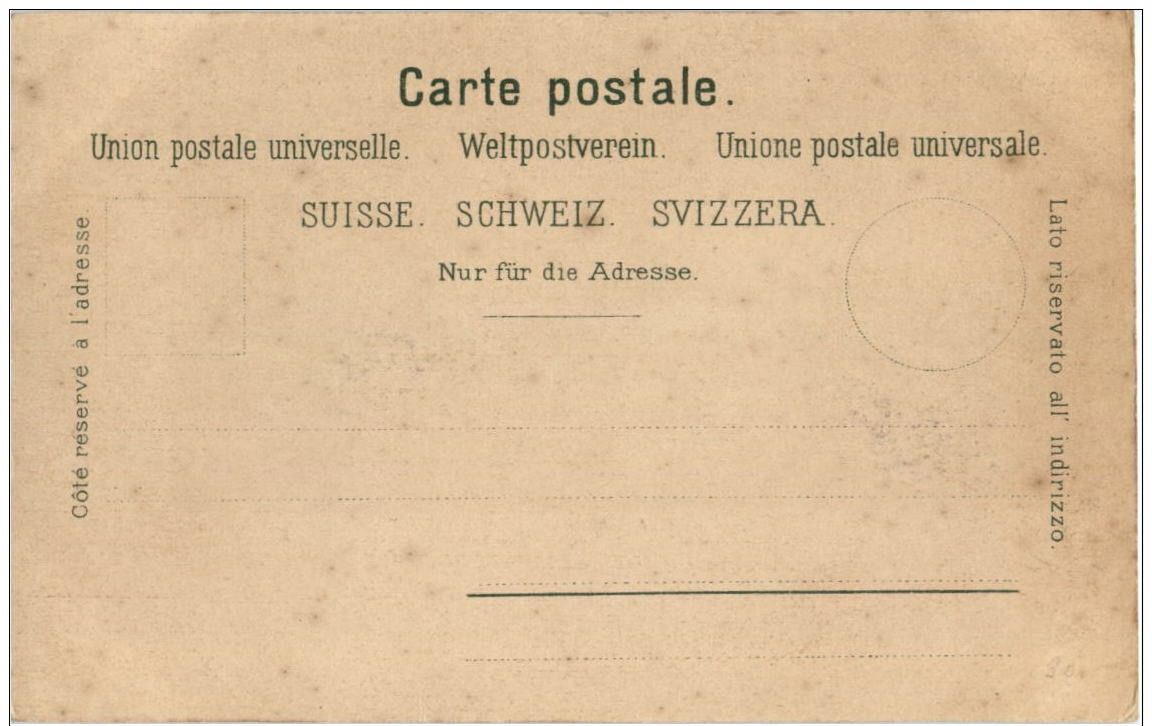 Carte postale.
Union postale universelle. Weltpostverein. Unione postale universale.
SUISSE. SCHWEIZ. SVIZZERA.
Nur für die Adresse.
Côté réservé à l'adresse.
Lato riservato all' indirizzo.